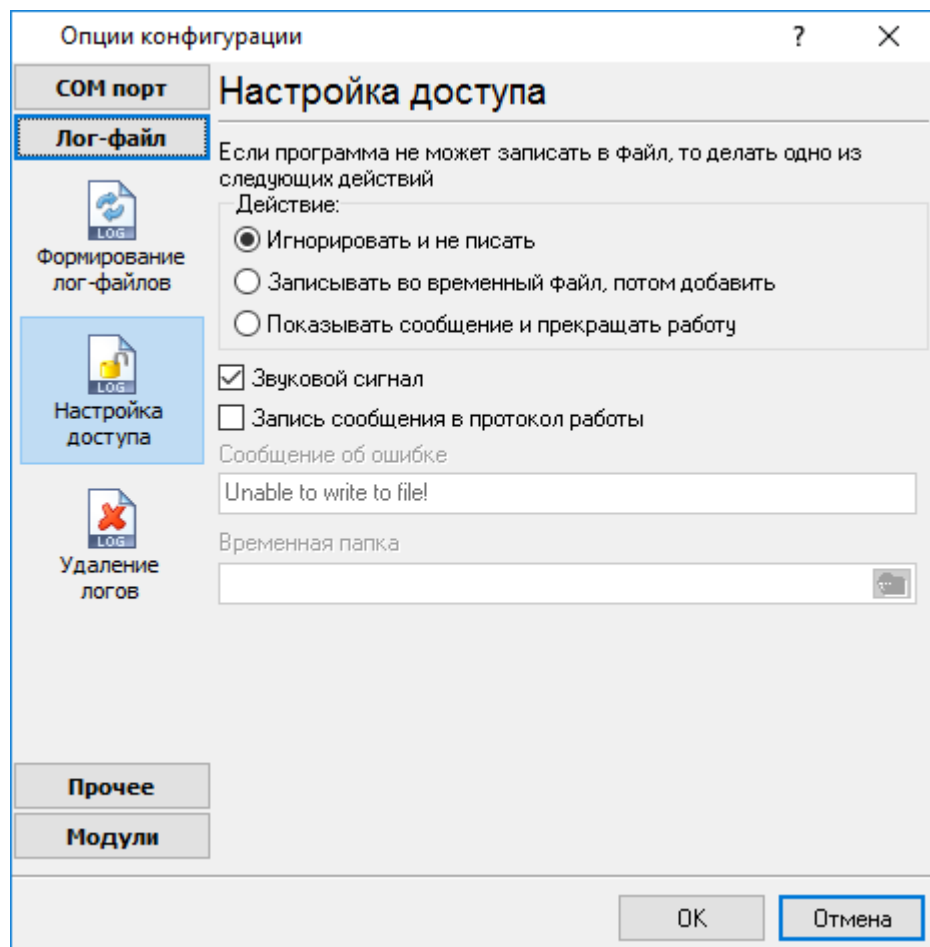 Опции конфигурации
?
COM порт
Лог-файл
LOG
Формирование
лог-файлов
LOG
Настройка
доступа
LOG
Удаление
логов
Прочее
Модули
Настройка доступа
Если программа не может записать в файл, то делать одно из
следующих действий
Действие:
Игнорировать и не писать
Записывать во временный файл, потом добавить
Показывать сообщение и прекращать работу
Звуковой сигнал
Запись сообщения в протокол работы
Сообщение об ошибке
Unable to write to file!
Временная папка
OK
Отмена